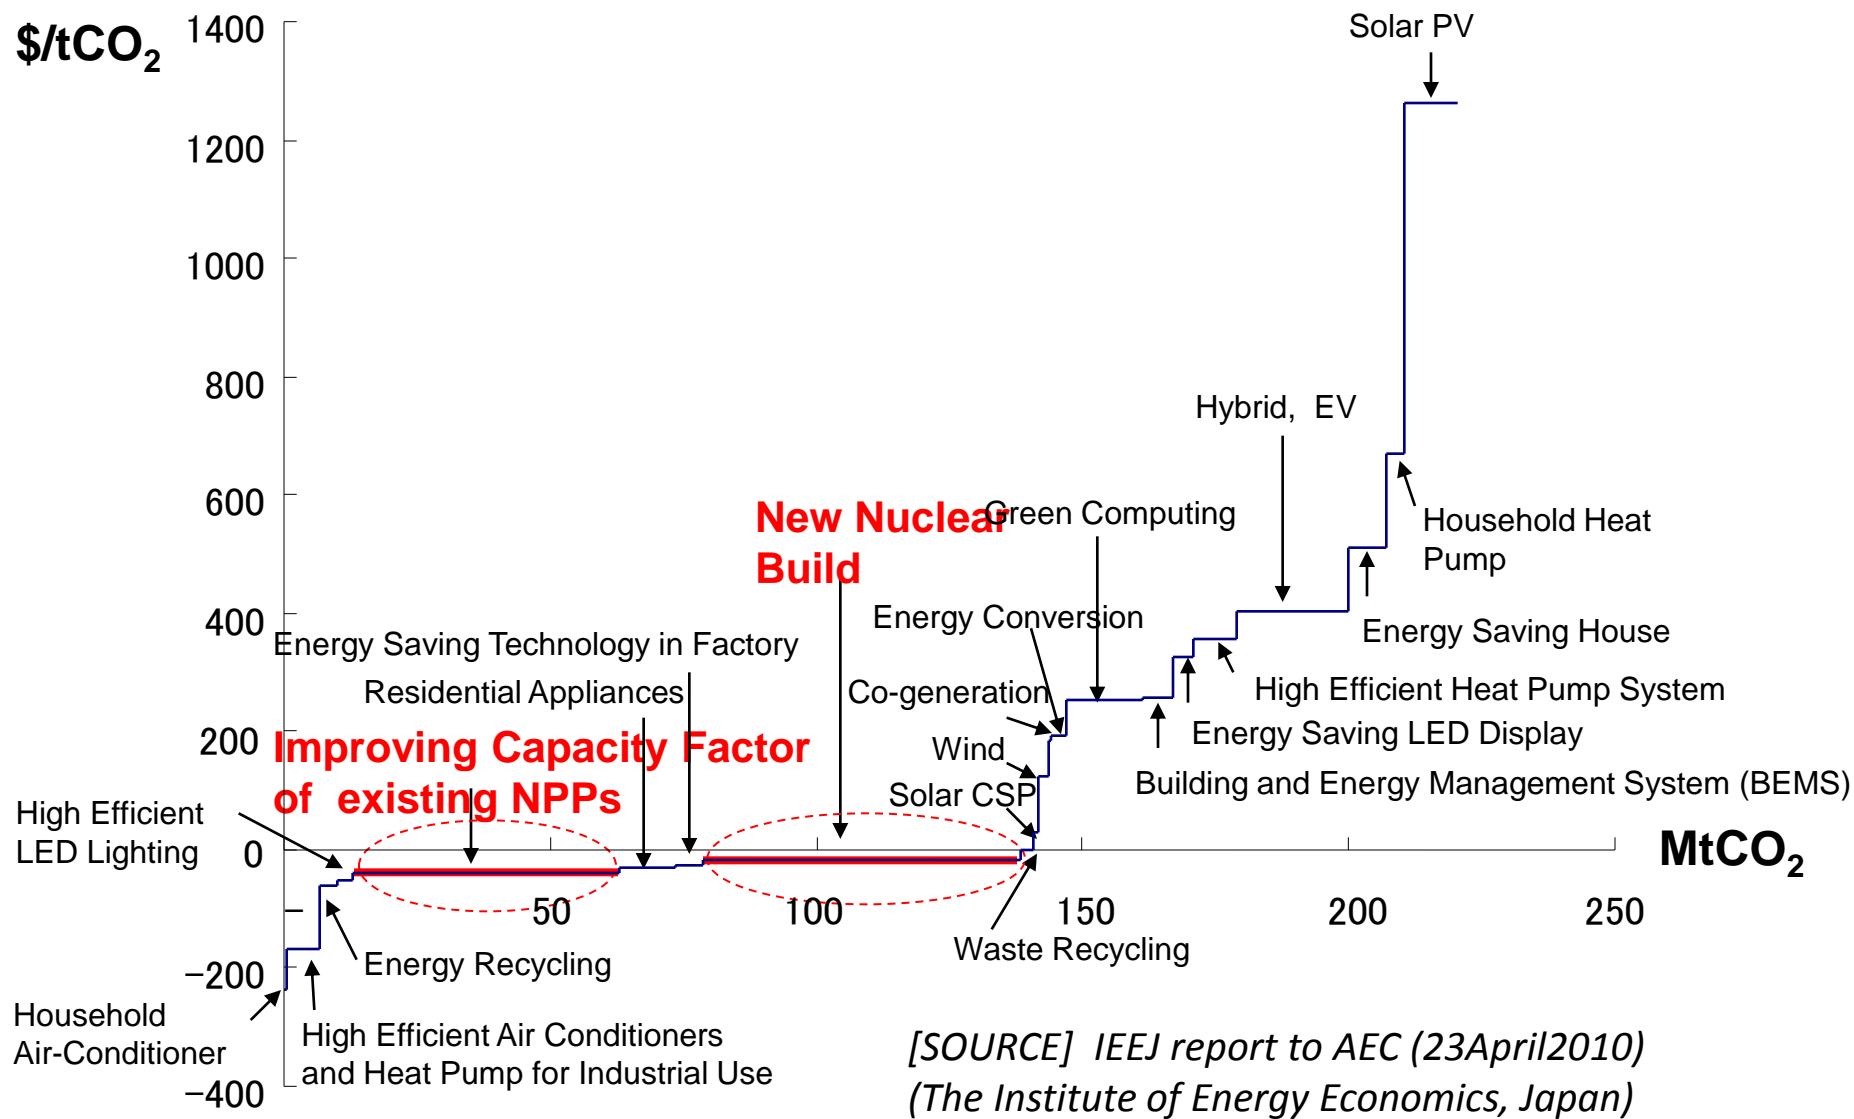 $/tCO₂
1400
1200
1000
800
600
400
200
0
−200
−400
−
50
100
150
200
250
MtCO₂
Solar PV
Hybrid, EV
New Nuclear
Build
Green Computing
Household Heat
Pump
Energy Conversion
Energy Saving House
Energy Saving Technology in Factory
Residential Appliances
Co-generation
High Efficient Heat Pump System
Improving Capacity Factor
of existing NPPs
Wind
Energy Saving LED Display
Solar CSP
Building and Energy Management System (BEMS)
High Efficient
LED Lighting
Waste Recycling
Energy Recycling
Household
Air-Conditioner
High Efficient Air Conditioners
and Heat Pump for Industrial Use
[SOURCE] IEEJ report to AEC (23April2010)
(The Institute of Energy Economics, Japan)